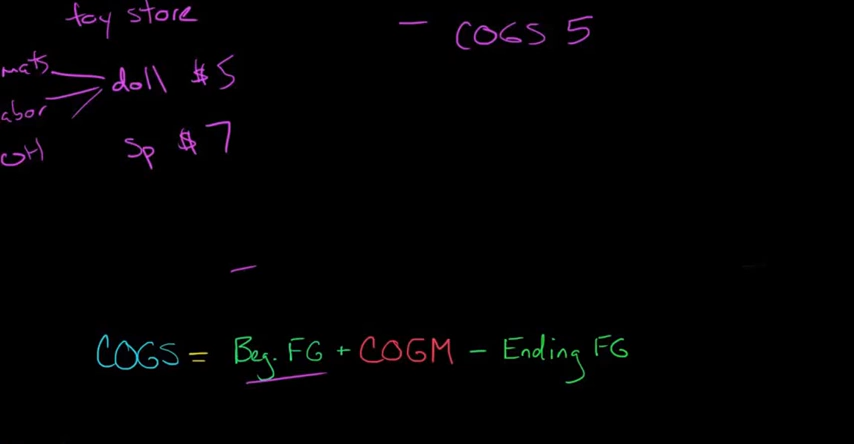 toy store
— COGS 5
mats
doll $5
abor
OH
Sp $7
COGS = Beg. FG + COGM - Ending FG